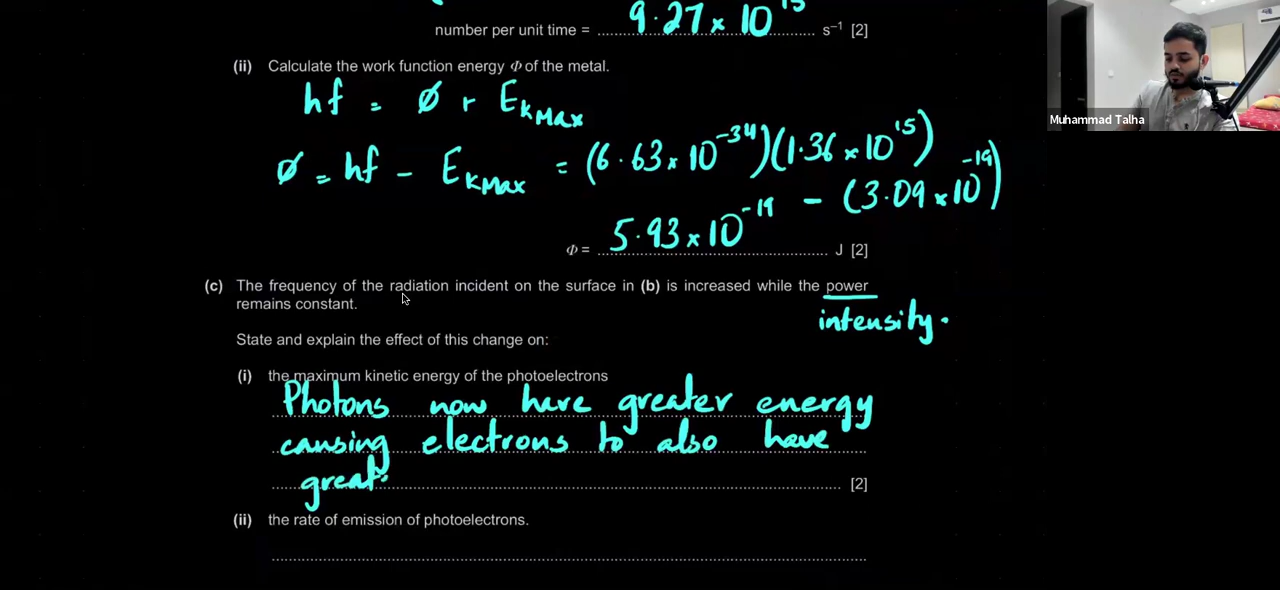 number per unit time = 9.27 × 10^15 s⁻¹ [2]
(ii) Calculate the work function energy Φ of the metal.
hf = ø + EKMax
ø = hf - EKMax = (6.63 × 10^-34)(1.36 × 10^15)
- (3.09 × 10^-19)
Φ = 5.93 × 10^-19 J [2]
Muhammad Talha
(c) The frequency of the radiation incident on the surface in (b) is increased while the power
remains constant.
intensity.
State and explain the effect of this change on:
(i) the maximum kinetic energy of the photoelectrons
Photons now have greater energy
causing electrons to also have
great
[2]
(ii) the rate of emission of photoelectrons.